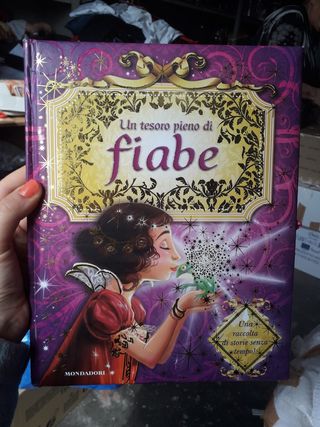 Un tesoro pieno di
fiabe
Una
raccolta
di storie senza
tempo!
MONDADORI